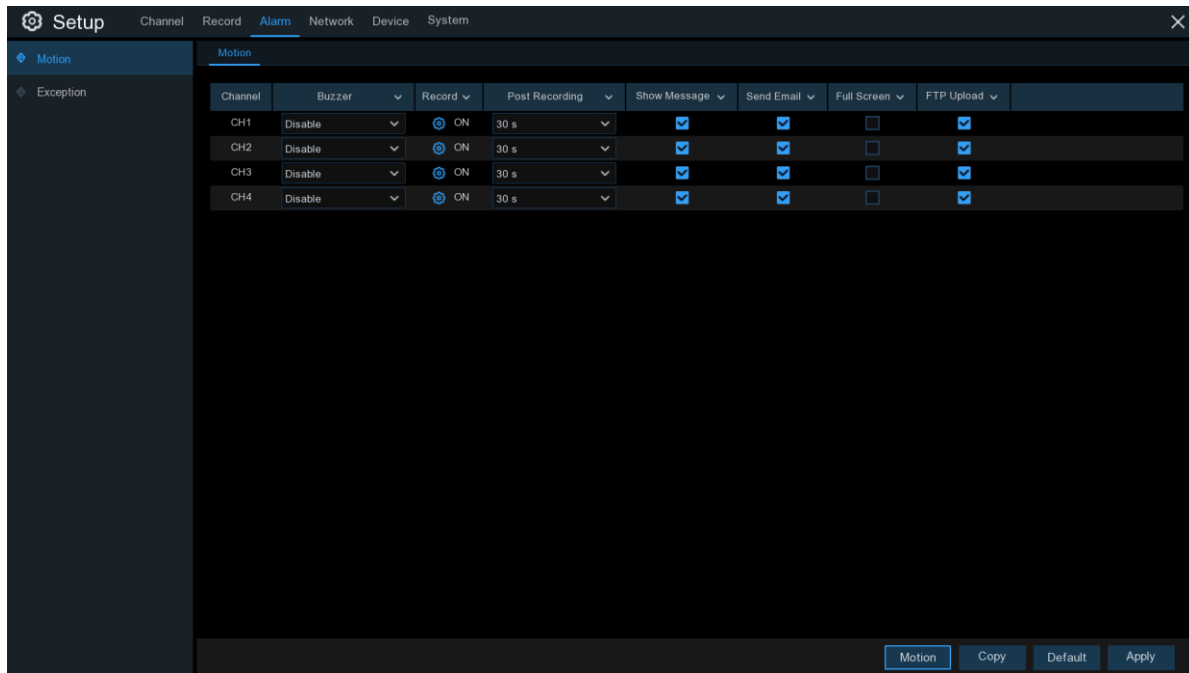 Setup Channel Record Alarm Network Device System
Motion
Motion
Exception
Channel Buzzer Record Post Recording Show Message Send Email Full Screen FTP Upload
CH1 Disable ON 30 s
CH2 Disable ON 30 s
CH3 Disable ON 30 s
CH4 Disable ON 30 s
Motion Copy Default Apply